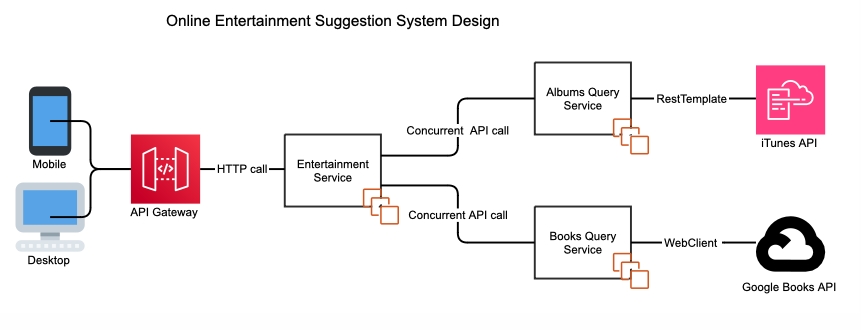 Online Entertainment Suggestion System Design
Mobile
Desktop
API Gateway
HTTP call
Entertainment
Service
Concurrent API call
Concurrent API call
Albums Query
Service
RestTemplate
iTunes API
Books Query
Service
WebClient
Google Books API